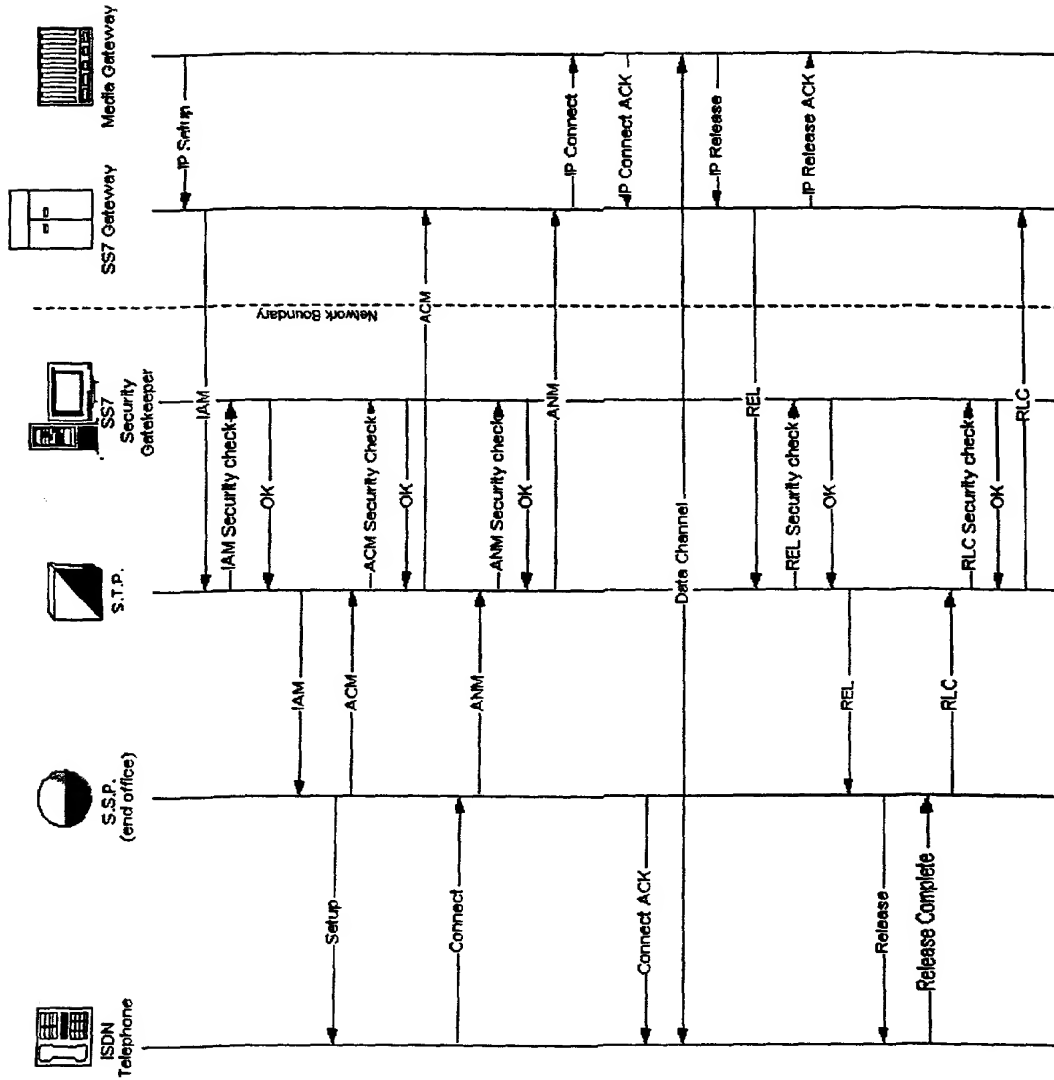 Media Gateway
SS7 Gateway
SS7
Security
Gatekeeper
S.T.P.
S.S.P.
(end office)
ISDN
Telephone
Network Boundary
IP Setup
IAM
IAM Security check
OK
IAM
Setup
ACM
ACM Security Check
OK
ACM
Connect
ANM
ANM Security check
OK
ANM
IP Connect
IP Connect ACK
Connect ACK
Data Channel
IP Release
REL
REL Security check
IP Release ACK
OK
REL
Release
Release Complete
RLC
RLC Security check
OK
RLC